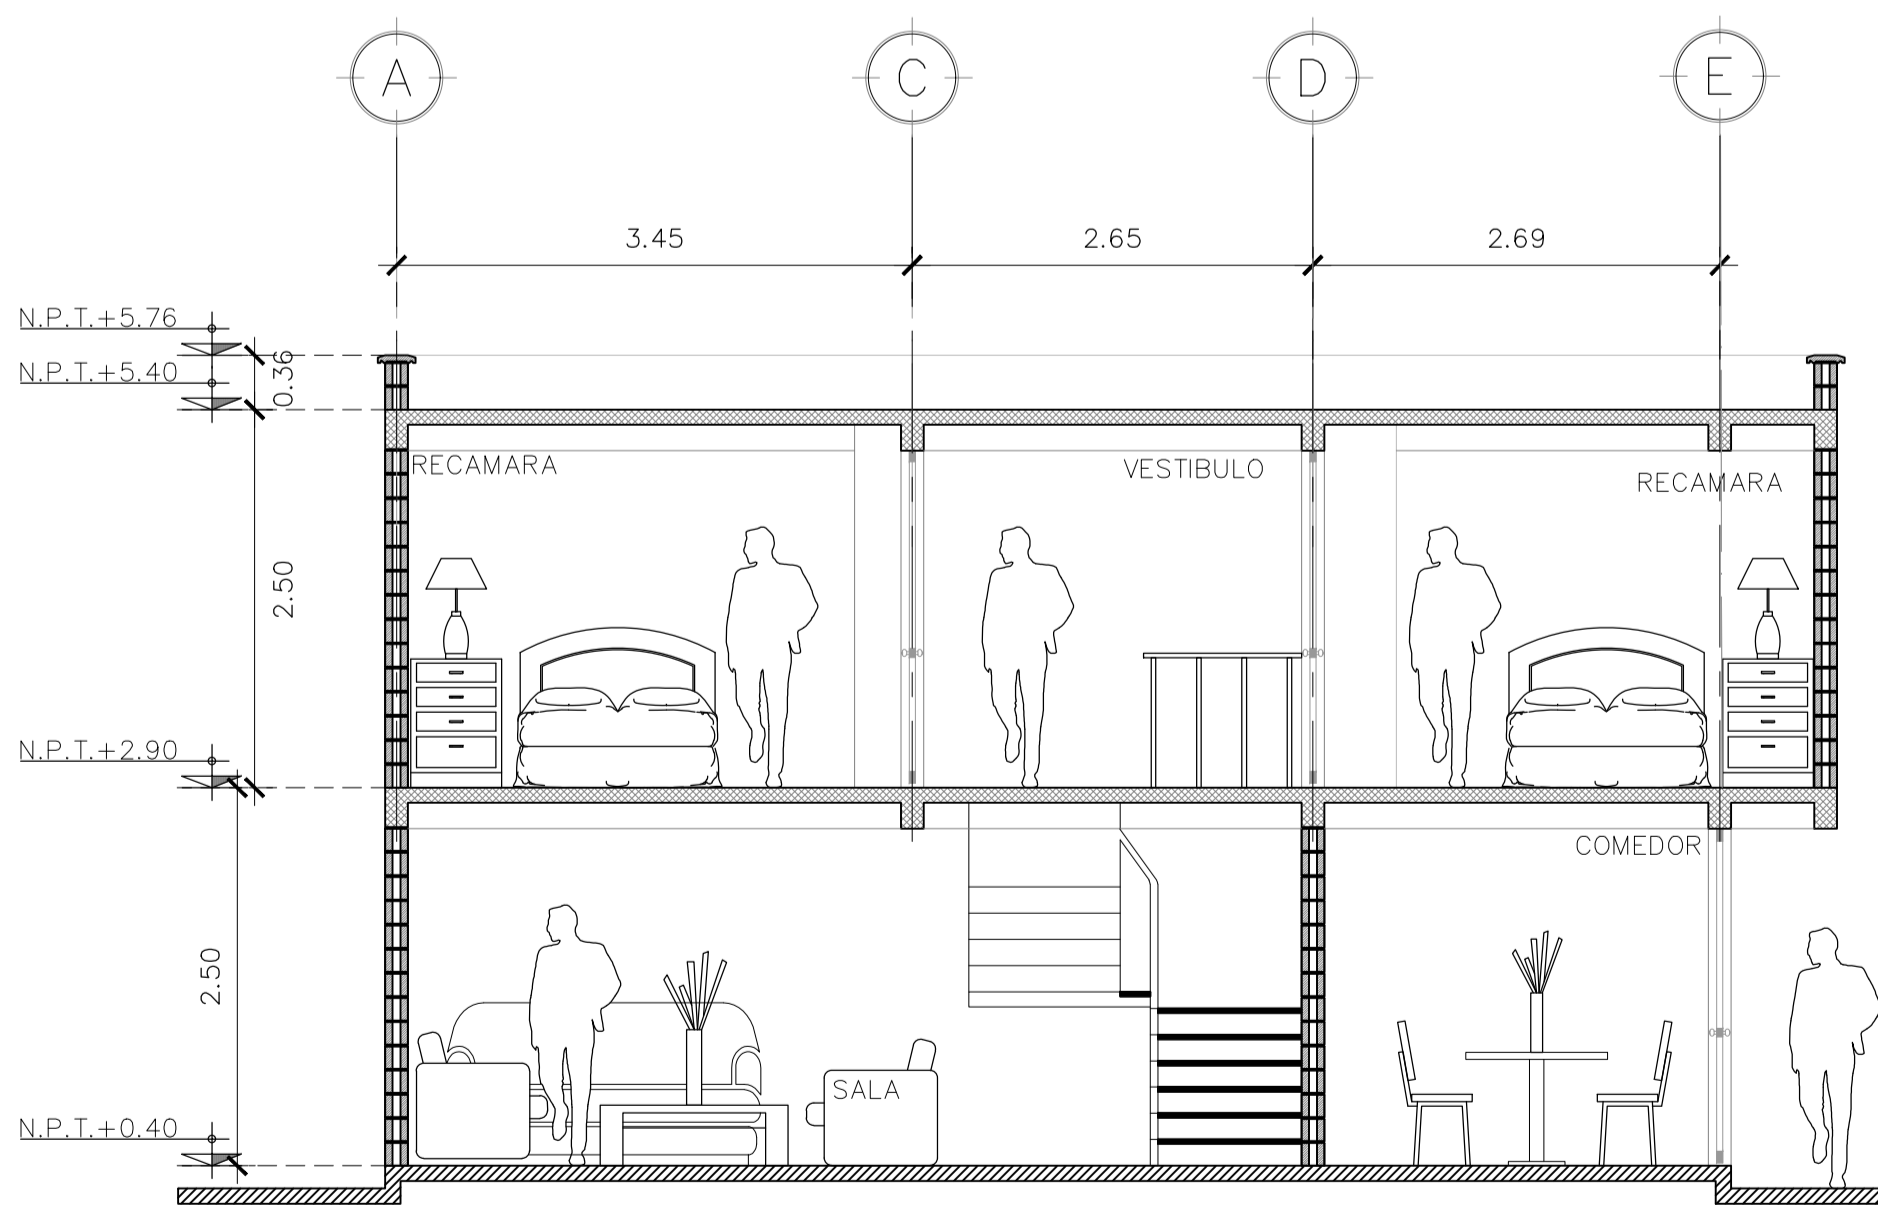 A C D E
3.45 2.65 2.69
N.P.T.+5.76
0.36
N.P.T.+5.40
RECAMARA VESTIBULO RECAMARA
2.50
N.P.T.+2.90
COMEDOR
2.50
SALA
N.P.T.+0.40